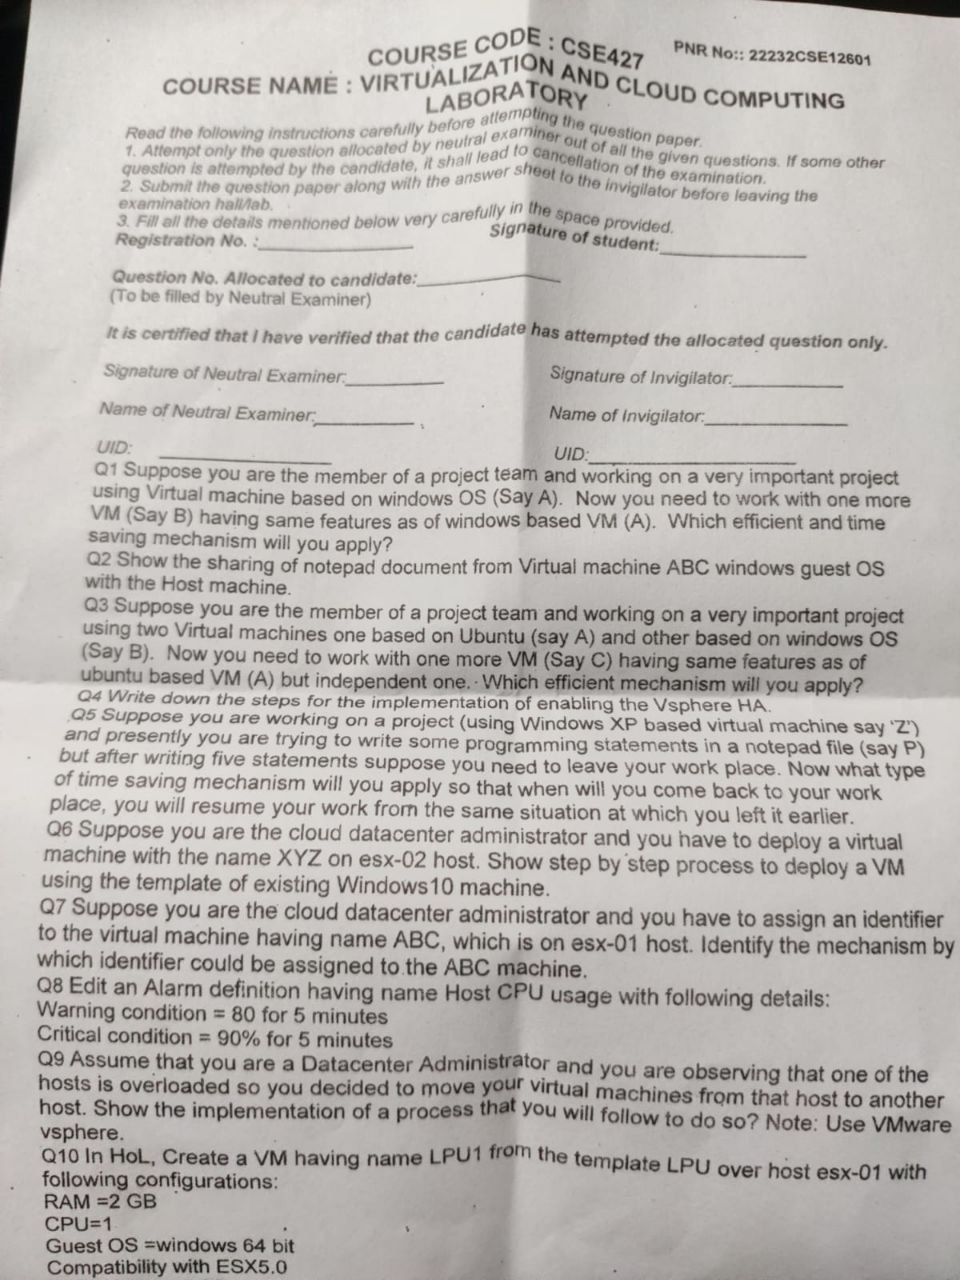 COURSE CODE : CSE427
PNR No:: 22232CSE12601
COURSE NAME : VIRTUALIZATION AND CLOUD COMPUTING
LABORATORY
Read the following instructions carefully before attempting the question paper.
1. Attempt only the question allocated by neutral examiner out of all the given questions. If some other
question is attempted by the candidate, it shall lead to cancellation of the examination.
2. Submit the question paper along with the answer sheet to the invigilator before leaving the
examination hall/lab.
3. Fill all the details mentioned below very carefully in the space provided.
Registration No. :____________ Signature of student:____________
Question No. Allocated to candidate:____________
(To be filled by Neutral Examiner)
It is certified that I have verified that the candidate has attempted the allocated question only.
Signature of Neutral Examiner:____________ Signature of Invigilator:____________
Name of Neutral Examiner:____________ Name of Invigilator:____________
UID: ____________ UID:____________
Q1 Suppose you are the member of a project team and working on a very important project
using Virtual machine based on windows OS (Say A). Now you need to work with one more
VM (Say B) having same features as of windows based VM (A). Which efficient and time
saving mechanism will you apply?
Q2 Show the sharing of notepad document from Virtual machine ABC windows guest OS
with the Host machine.
Q3 Suppose you are the member of a project team and working on a very important project
using two Virtual machines one based on Ubuntu (say A) and other based on windows OS
(Say B). Now you need to work with one more VM (Say C) having same features as of
ubuntu based VM (A) but independent one. Which efficient mechanism will you apply?
Q4 Write down the steps for the implementation of enabling the Vsphere HA.
Q5 Suppose you are working on a project (using Windows XP based virtual machine say 'Z')
and presently you are trying to write some programming statements in a notepad file (say P)
but after writing five statements suppose you need to leave your work place. Now what type
of time saving mechanism will you apply so that when will you come back to your work
place, you will resume your work from the same situation at which you left it earlier.
Q6 Suppose you are the cloud datacenter administrator and you have to deploy a virtual
machine with the name XYZ on esx-02 host. Show step by step process to deploy a VM
using the template of existing Windows10 machine.
Q7 Suppose you are the cloud datacenter administrator and you have to assign an identifier
to the virtual machine having name ABC, which is on esx-01 host. Identify the mechanism by
which identifier could be assigned to the ABC machine.
Q8 Edit an Alarm definition having name Host CPU usage with following details:
Warning condition = 80 for 5 minutes
Critical condition = 90% for 5 minutes
Q9 Assume that you are a Datacenter Administrator and you are observing that one of the
hosts is overloaded so you decided to move your virtual machines from that host to another
host. Show the implementation of a process that you will follow to do so? Note: Use VMware
vsphere.
Q10 In HoL, Create a VM having name LPU1 from the template LPU over host esx-01 with
following configurations:
RAM =2 GB
CPU=1
Guest OS =windows 64 bit
Compatibility with ESX5.0